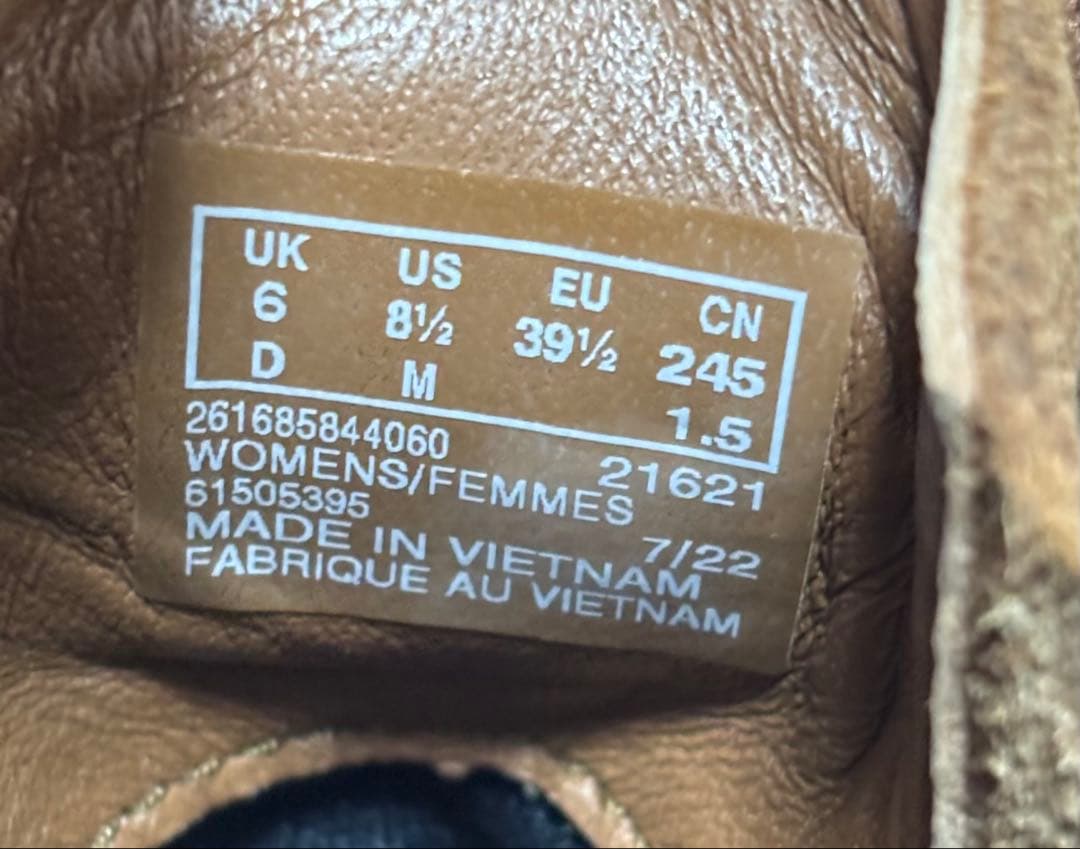 UK US EU CN
6 8½ 39½ 245
D M 1.5
261685844060 21621
WOMENS/FEMMES
61505395 7/22
MADE IN VIETNAM
FABRIQUE AU VIETNAM